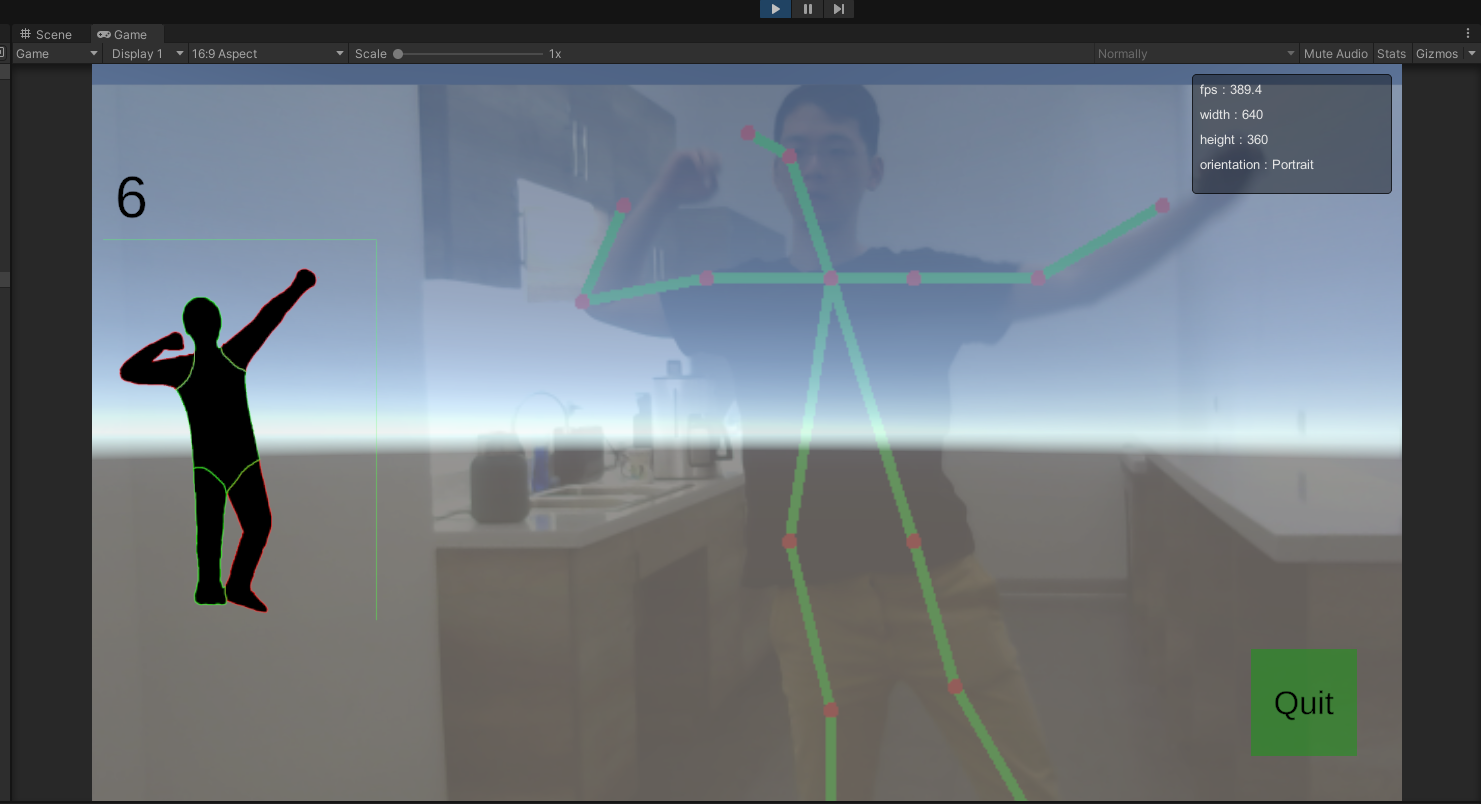 Scene Game
Game Display 1 16:9 Aspect Scale 1x Normally Mute Audio Stats Gizmos
fps : 389.4
width : 640
height : 360
orientation : Portrait
6
Quit